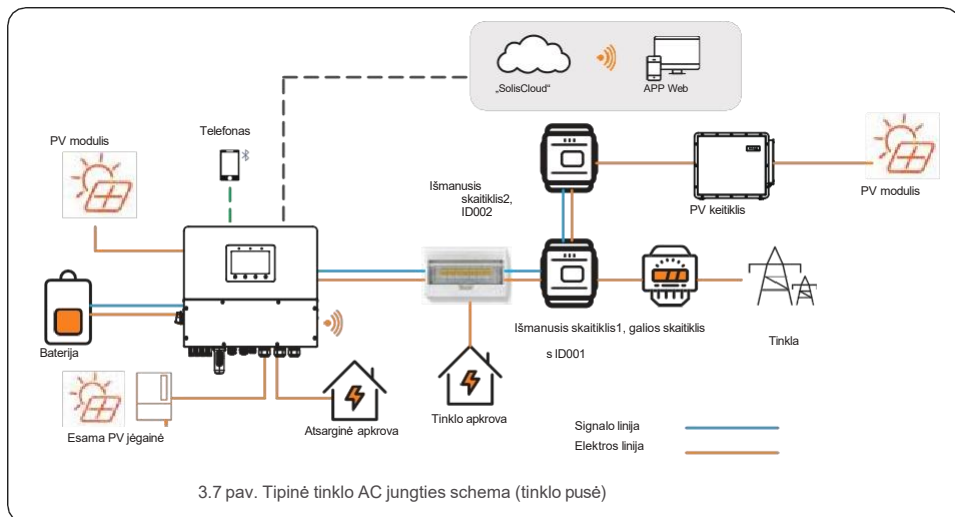 „SolisCloud“
APP Web
PV modulis
Telefonas
Išmanusis
skaitiklis2,
ID002
PV keitiklis
PV modulis
Baterija
Išmanusis skaitiklis1, galios skaitiklis
s ID001
Tinkla
Esama PV jėgainė
Atsarginė apkrova
Tinklo apkrova
Signalo linija
Elektros linija
3.7 pav. Tipinė tinklo AC jungties schema (tinklo pusė)